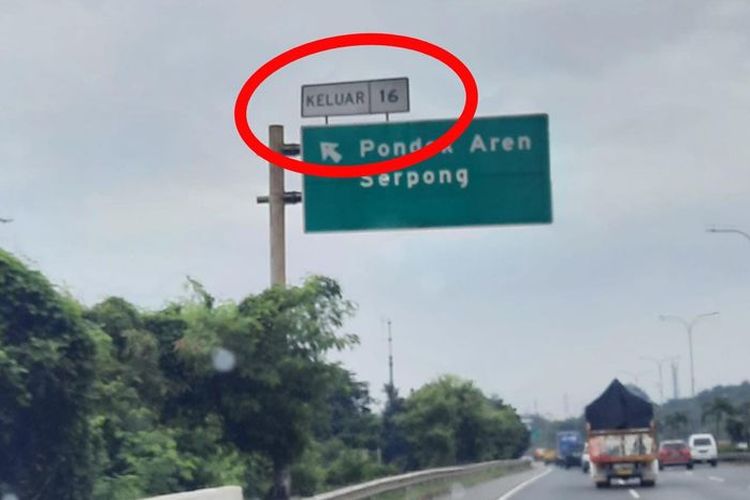 KELUAR 16
Pondok Aren
Serpong